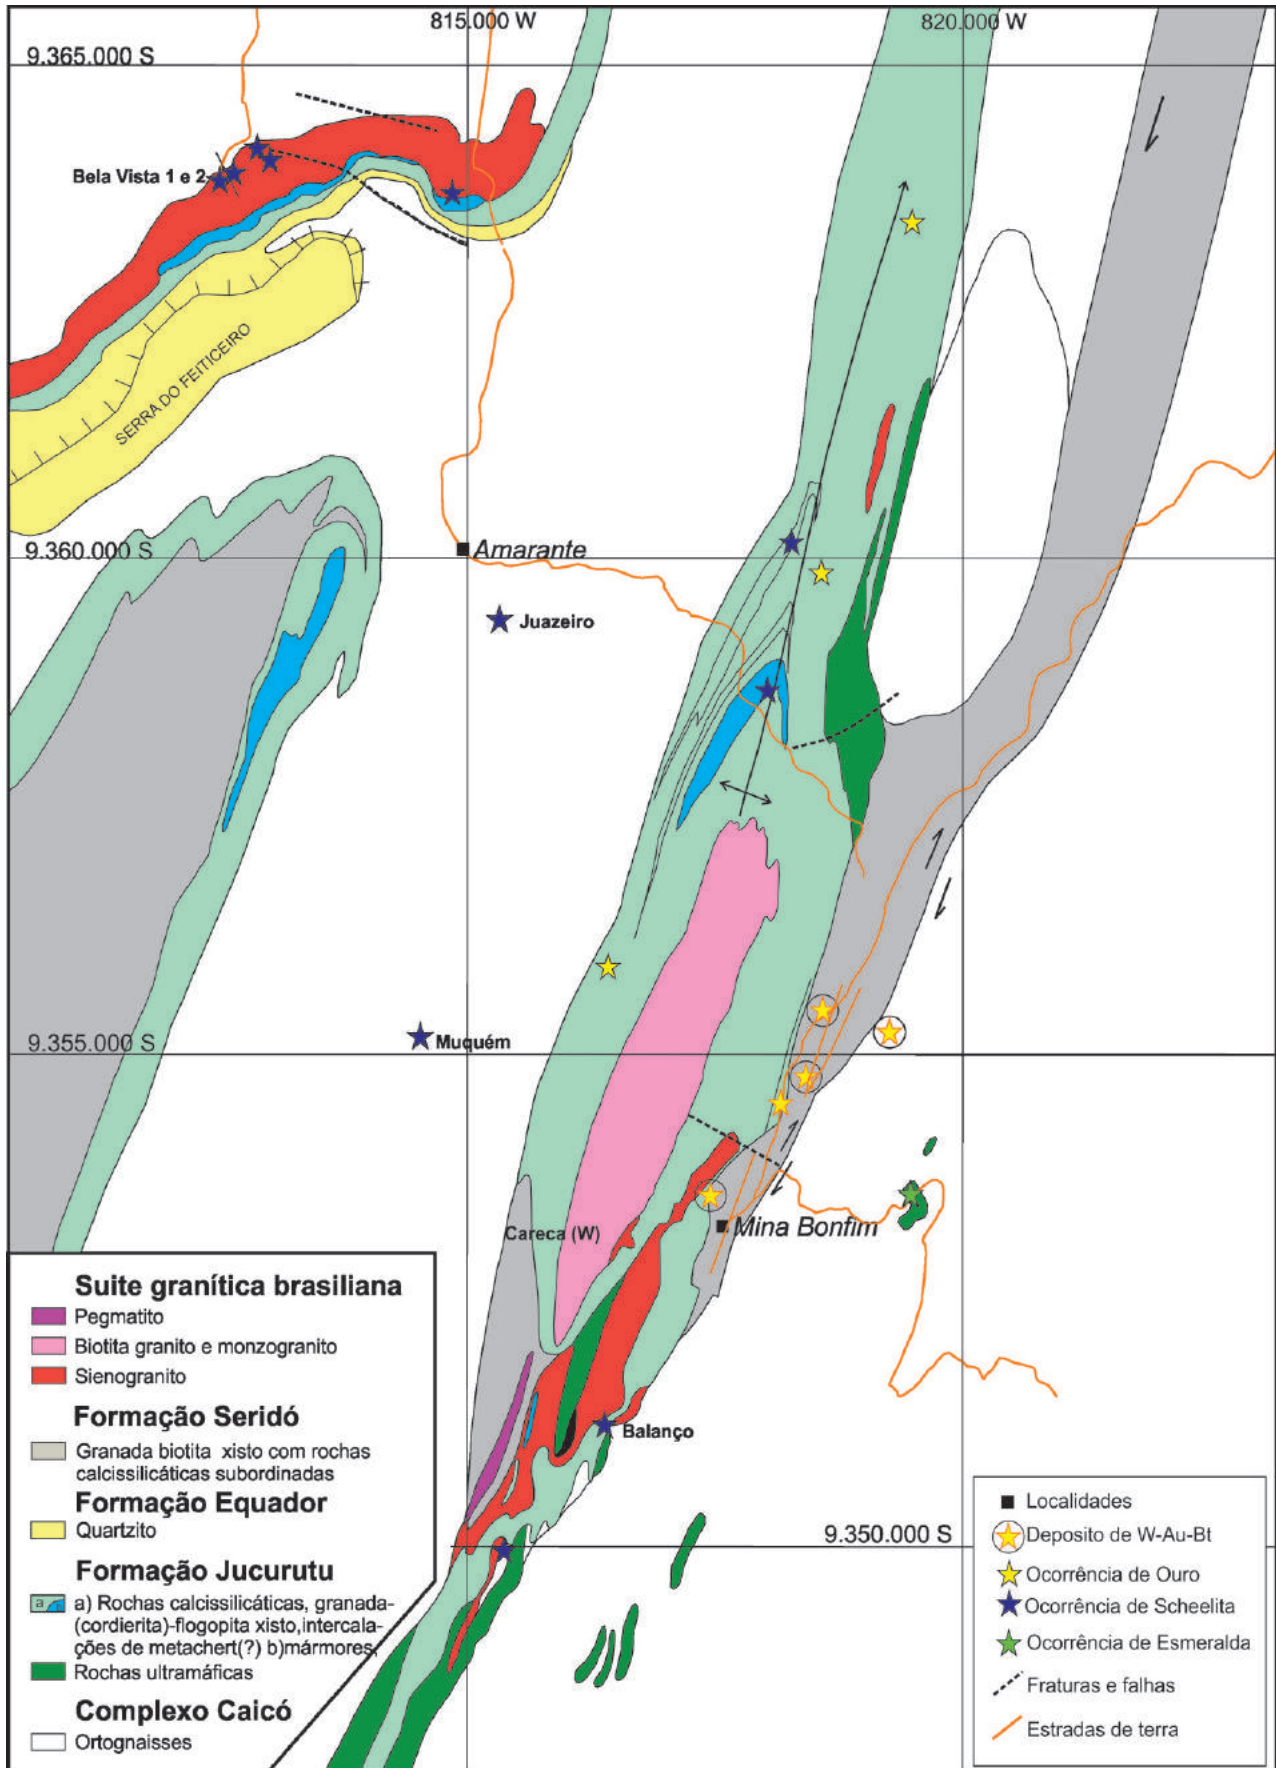 815.000 W
820.000 W
9.365.000 S
Bela Vista 1 e 2
SERRA DO FEITICEIRO
9.360.000 S
Amarante
Juazeiro
9.355.000 S
Muquém
Careca (W)
Mina Bonfim
Balanço
9.350.000 S
Suite granítica brasiliana
Pegmatito
Biotita granito e monzogranito
Sienogranito
Formação Seridó
Granada biotita xisto com rochas
calcissilicáticas subordinadas
Formação Equador
Quartzito
Formação Jucurutu
a a) Rochas calcissilicáticas, granada-
(cordierita)-flogopita xisto,intercala-
ções de metachert(?) b)mármores,
Rochas ultramáficas
Complexo Caicó
Ortognaisses
Localidades
Deposito de W-Au-Bt
Ocorrência de Ouro
Ocorrência de Scheelita
Ocorrência de Esmeralda
Fraturas e falhas
Estradas de terra